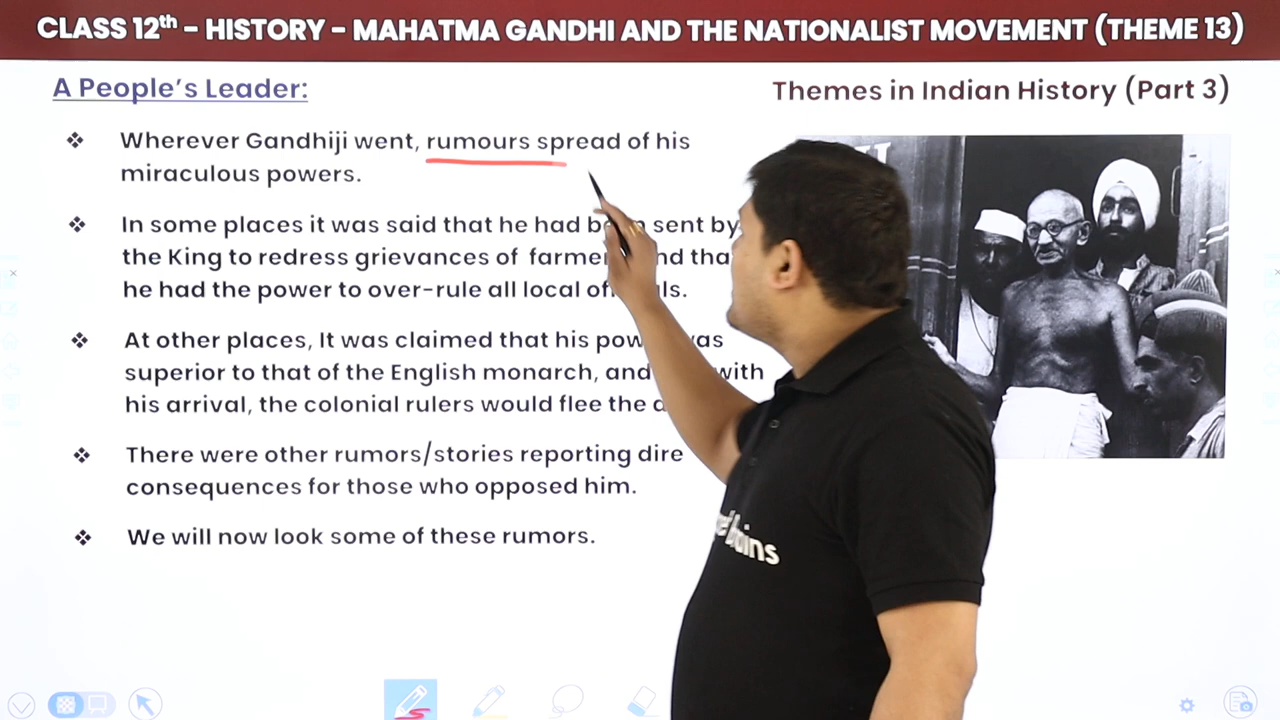 CLASS 12th – HISTORY – MAHATMA GANDHI AND THE NATIONALIST MOVEMENT (THEME 13)
A People's Leader:
Themes in Indian History (Part 3)
❖ Wherever Gandhiji went, rumours spread of his
miraculous powers.
❖ In some places it was said that he had sent by
the King to redress grievances of
he had the power to over-rule all local
❖ At other places, It was claimed that his
superior to that of the English monarch, and with
his arrival, the colonial rulers would flee the
❖ There were other rumors/stories reporting dire
consequences for those who opposed him.
❖ We will now look some of these rumors.